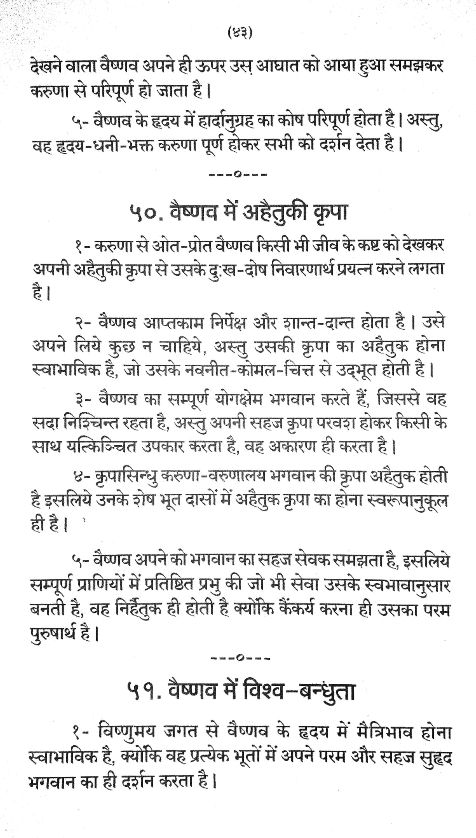 (४३)
देखने वाला वैष्णव अपने ही ऊपर उस आघात को आया हुआ समझकर
करुणा से परिपूर्ण हो जाता है।
५- वैष्णव के हृदय में हार्दानुग्रह का कोष परिपूर्ण होता है। अस्तु,
वह हृदय-धनी-भक्त करुणा पूर्ण होकर सभी को दर्शन देता है।
---०---
५०. वैष्णव में अहैतुकी कृपा
१- करुणा से ओत-प्रोत वैष्णव किसी भी जीव के कष्ट को देखकर
अपनी अहैतुकी कृपा से उसके दुःख-दोष निवारणार्थ प्रयत्न करने लगता
है।
२- वैष्णव आप्तकाम निर्पेक्ष और शान्त-दान्त होता है। उसे
अपने लिये कुछ न चाहिये, अस्तु उसकी कृपा का अहैतुक होना
स्वाभाविक है, जो उसके नवनीत-कोमल-चित्त से उद्भूत होती है।
३- वैष्णव का सम्पूर्ण योगक्षेम भगवान करते हैं, जिससे वह
सदा निश्चिन्त रहता है, अस्तु अपनी सहज कृपा परवश होकर किसी के
साथ यत्किञ्चित उपकार करता है, वह अकारण ही करता है।
४- कृपासिन्धु करुणा-वरुणालय भगवान की कृपा अहैतुक होती
है इसलिये उनके शेष भूत दासों में अहैतुक कृपा का होना स्वरूपानुकूल
ही है।
५- वैष्णव अपने को भगवान का सहज सेवक समझता है, इसलिये
सम्पूर्ण प्राणियों में प्रतिष्ठित प्रभु की जो भी सेवा उसके स्वभावानुसार
बनती है, वह निर्हैतुक ही होती है क्योंकि कैंकर्य करना ही उसका परम
पुरुषार्थ है।
---०---
५१. वैष्णव में विश्व-बन्धुता
१- विष्णुमय जगत से वैष्णव के हृदय में मैत्रिभाव होना
स्वाभाविक है, क्योंकि वह प्रत्येक भूतों में अपने परम और सहज सुहृद
भगवान का ही दर्शन करता है।